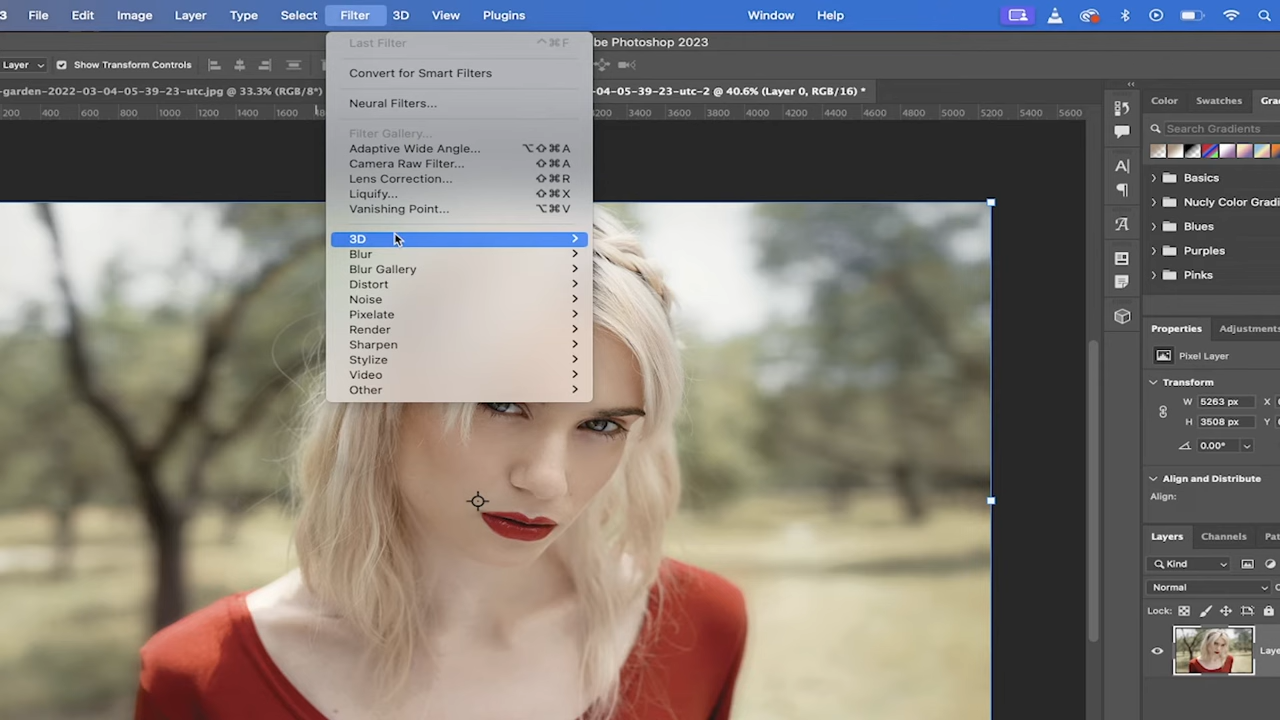 3 File Edit Image Layer Type Select Filter 3D View Plugins Window Help
be Photoshop 2023
Layer Show Transform Controls
-garden-2022-03-04-05-39-23-utc.jpg @ 33.3% (RGB/8*)
-04-05-39-23-utc-2 @ 40.6% (Layer 0, RGB/16) *
200 400 600 800 1000 1200 1400 1600 3200 3400 3600 3800 4000 4200 4400 4600 4800 5000 5200 5400 5600
Last Filter ^⌘F
Convert for Smart Filters
Neural Filters...
Filter Gallery...
Adaptive Wide Angle... ⌥⇧⌘A
Camera Raw Filter... ⇧⌘A
Lens Correction... ⇧⌘R
Liquify... ⇧⌘X
Vanishing Point... ⌥⌘V
3D
Blur
Blur Gallery
Distort
Noise
Pixelate
Render
Sharpen
Stylize
Video
Other
Color Swatches Gra
Search Gradients
Basics
Nucly Color Gradi
Blues
Purples
Pinks
Properties Adjustments
Pixel Layer
Transform
W 5263 px X
H 3508 px Y
0.00°
Align and Distribute
Align:
Layers Channels Pat
Kind
Normal
Lock:
Laye